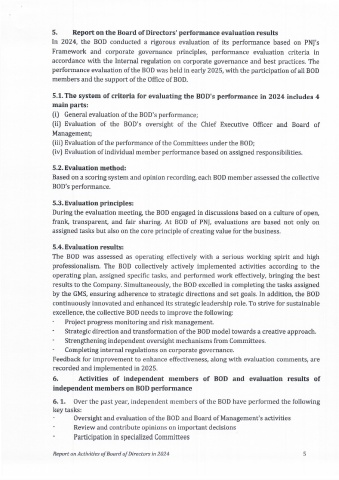 5. Report on the Board of Directors' performance evaluation results
In 2024, the BOD conducted a rigorous evaluation of its performance based on PNJ's
Framework and corporate governance principles, performance evaluation criteria in
accordance with the Internal regulation on corporate governance and best practices. The
performance evaluation of the BOD was held in early 2025, with the participation of all BOD
members and the support of the Office of BOD.
5.1. The system of criteria for evaluating the BOD's performance in 2024 includes 4
main parts:
(i) General evaluation of the BOD's performance;
(ii) Evaluation of the BOD's oversight of the Chief Executive Officer and Board of
Management;
(iii) Evaluation of the performance of the Committees under the BOD;
(iv) Evaluation of individual member performance based on assigned responsibilities.
5.2. Evaluation method:
Based on a scoring system and opinion recording, each BOD member assessed the collective
BOD's performance.
5.3. Evaluation principles:
During the evaluation meeting, the BOD engaged in discussions based on a culture of open,
frank, transparent, and fair sharing. At BOD of PNJ, evaluations are based not only on
assigned tasks but also on the core principle of creating value for the business.
5.4. Evaluation results:
The BOD was assessed as operating effectively with a serious working spirit and high
professionalism. The BOD collectively actively implemented activities according to the
operating plan, assigned specific tasks, and performed work effectively, bringing the best
results to the Company. Simultaneously, the BOD excelled in completing the tasks assigned
by the GMS, ensuring adherence to strategic directions and set goals. In addition, the BOD
continuously innovated and enhanced its strategic leadership role. To strive for sustainable
excellence, the collective BOD needs to improve the following:
- Project progress monitoring and risk management.
- Strategic direction and transformation of the BOD model towards a creative approach.
- Strengthening independent oversight mechanisms from Committees.
- Completing internal regulations on corporate governance.
Feedback for improvement to enhance effectiveness, along with evaluation comments, are
recorded and implemented in 2025.
6. Activities of independent members of BOD and evaluation results of
independent members on BOD performance
6. 1. Over the past year, independent members of the BOD have performed the following
key tasks:
- Oversight and evaluation of the BOD and Board of Management's activities
- Review and contribute opinions on important decisions
- Participation in specialized Committees
Report on Activities of Board of Directors in 2024 5